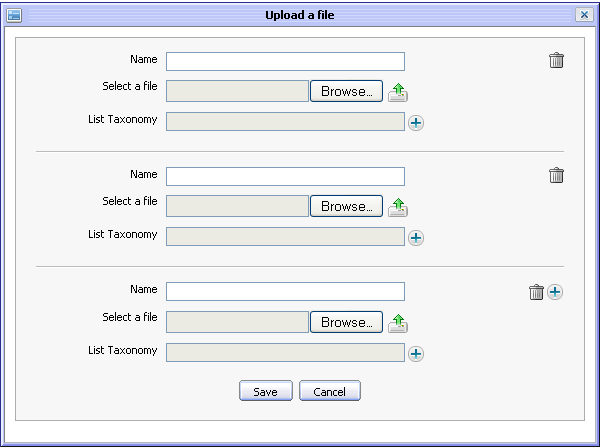 Upload a file
Name
Select a file Browse...
List Taxonomy
Name
Select a file Browse...
List Taxonomy
Name
Select a file Browse...
List Taxonomy
Save Cancel